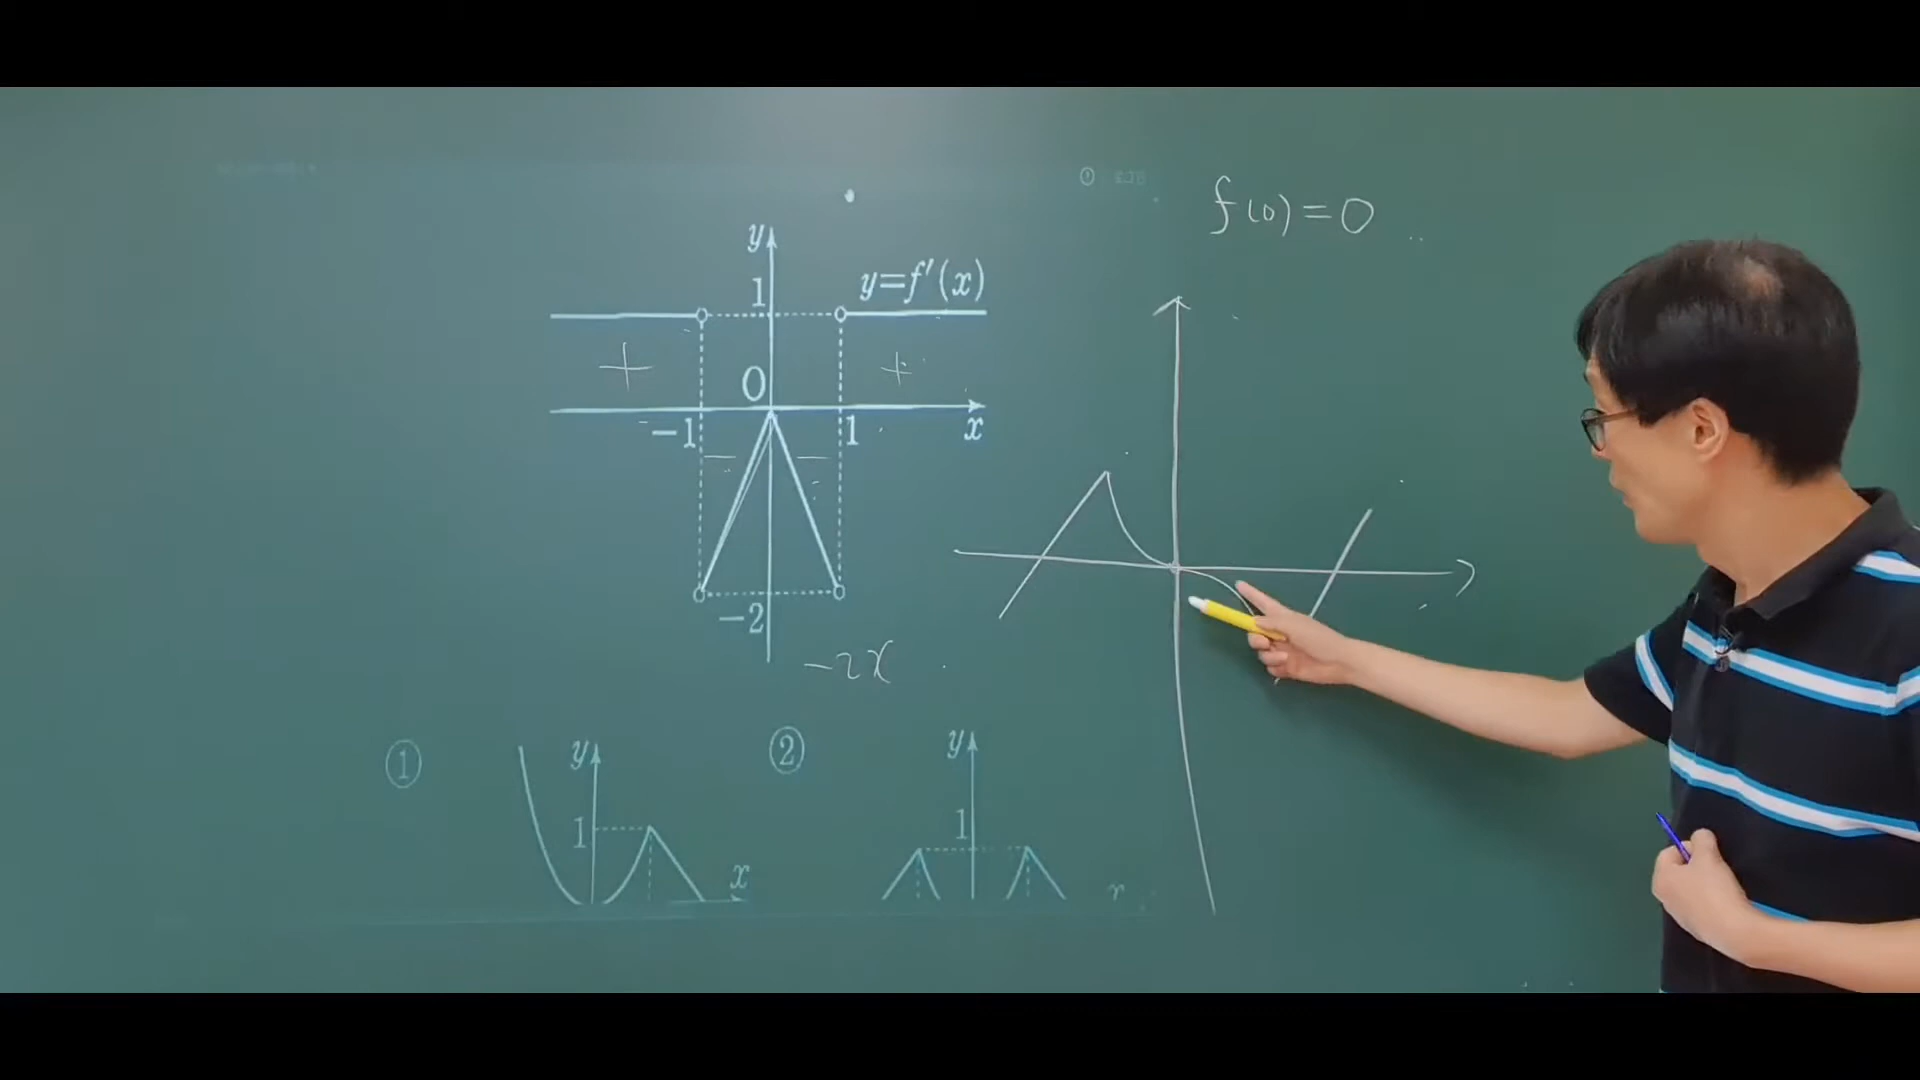 f(0)=0
y
1
y=f'(x)
+
+
O
-1
1
x
-
-
-2
-2x
①
y
1
x
②
y
1
x